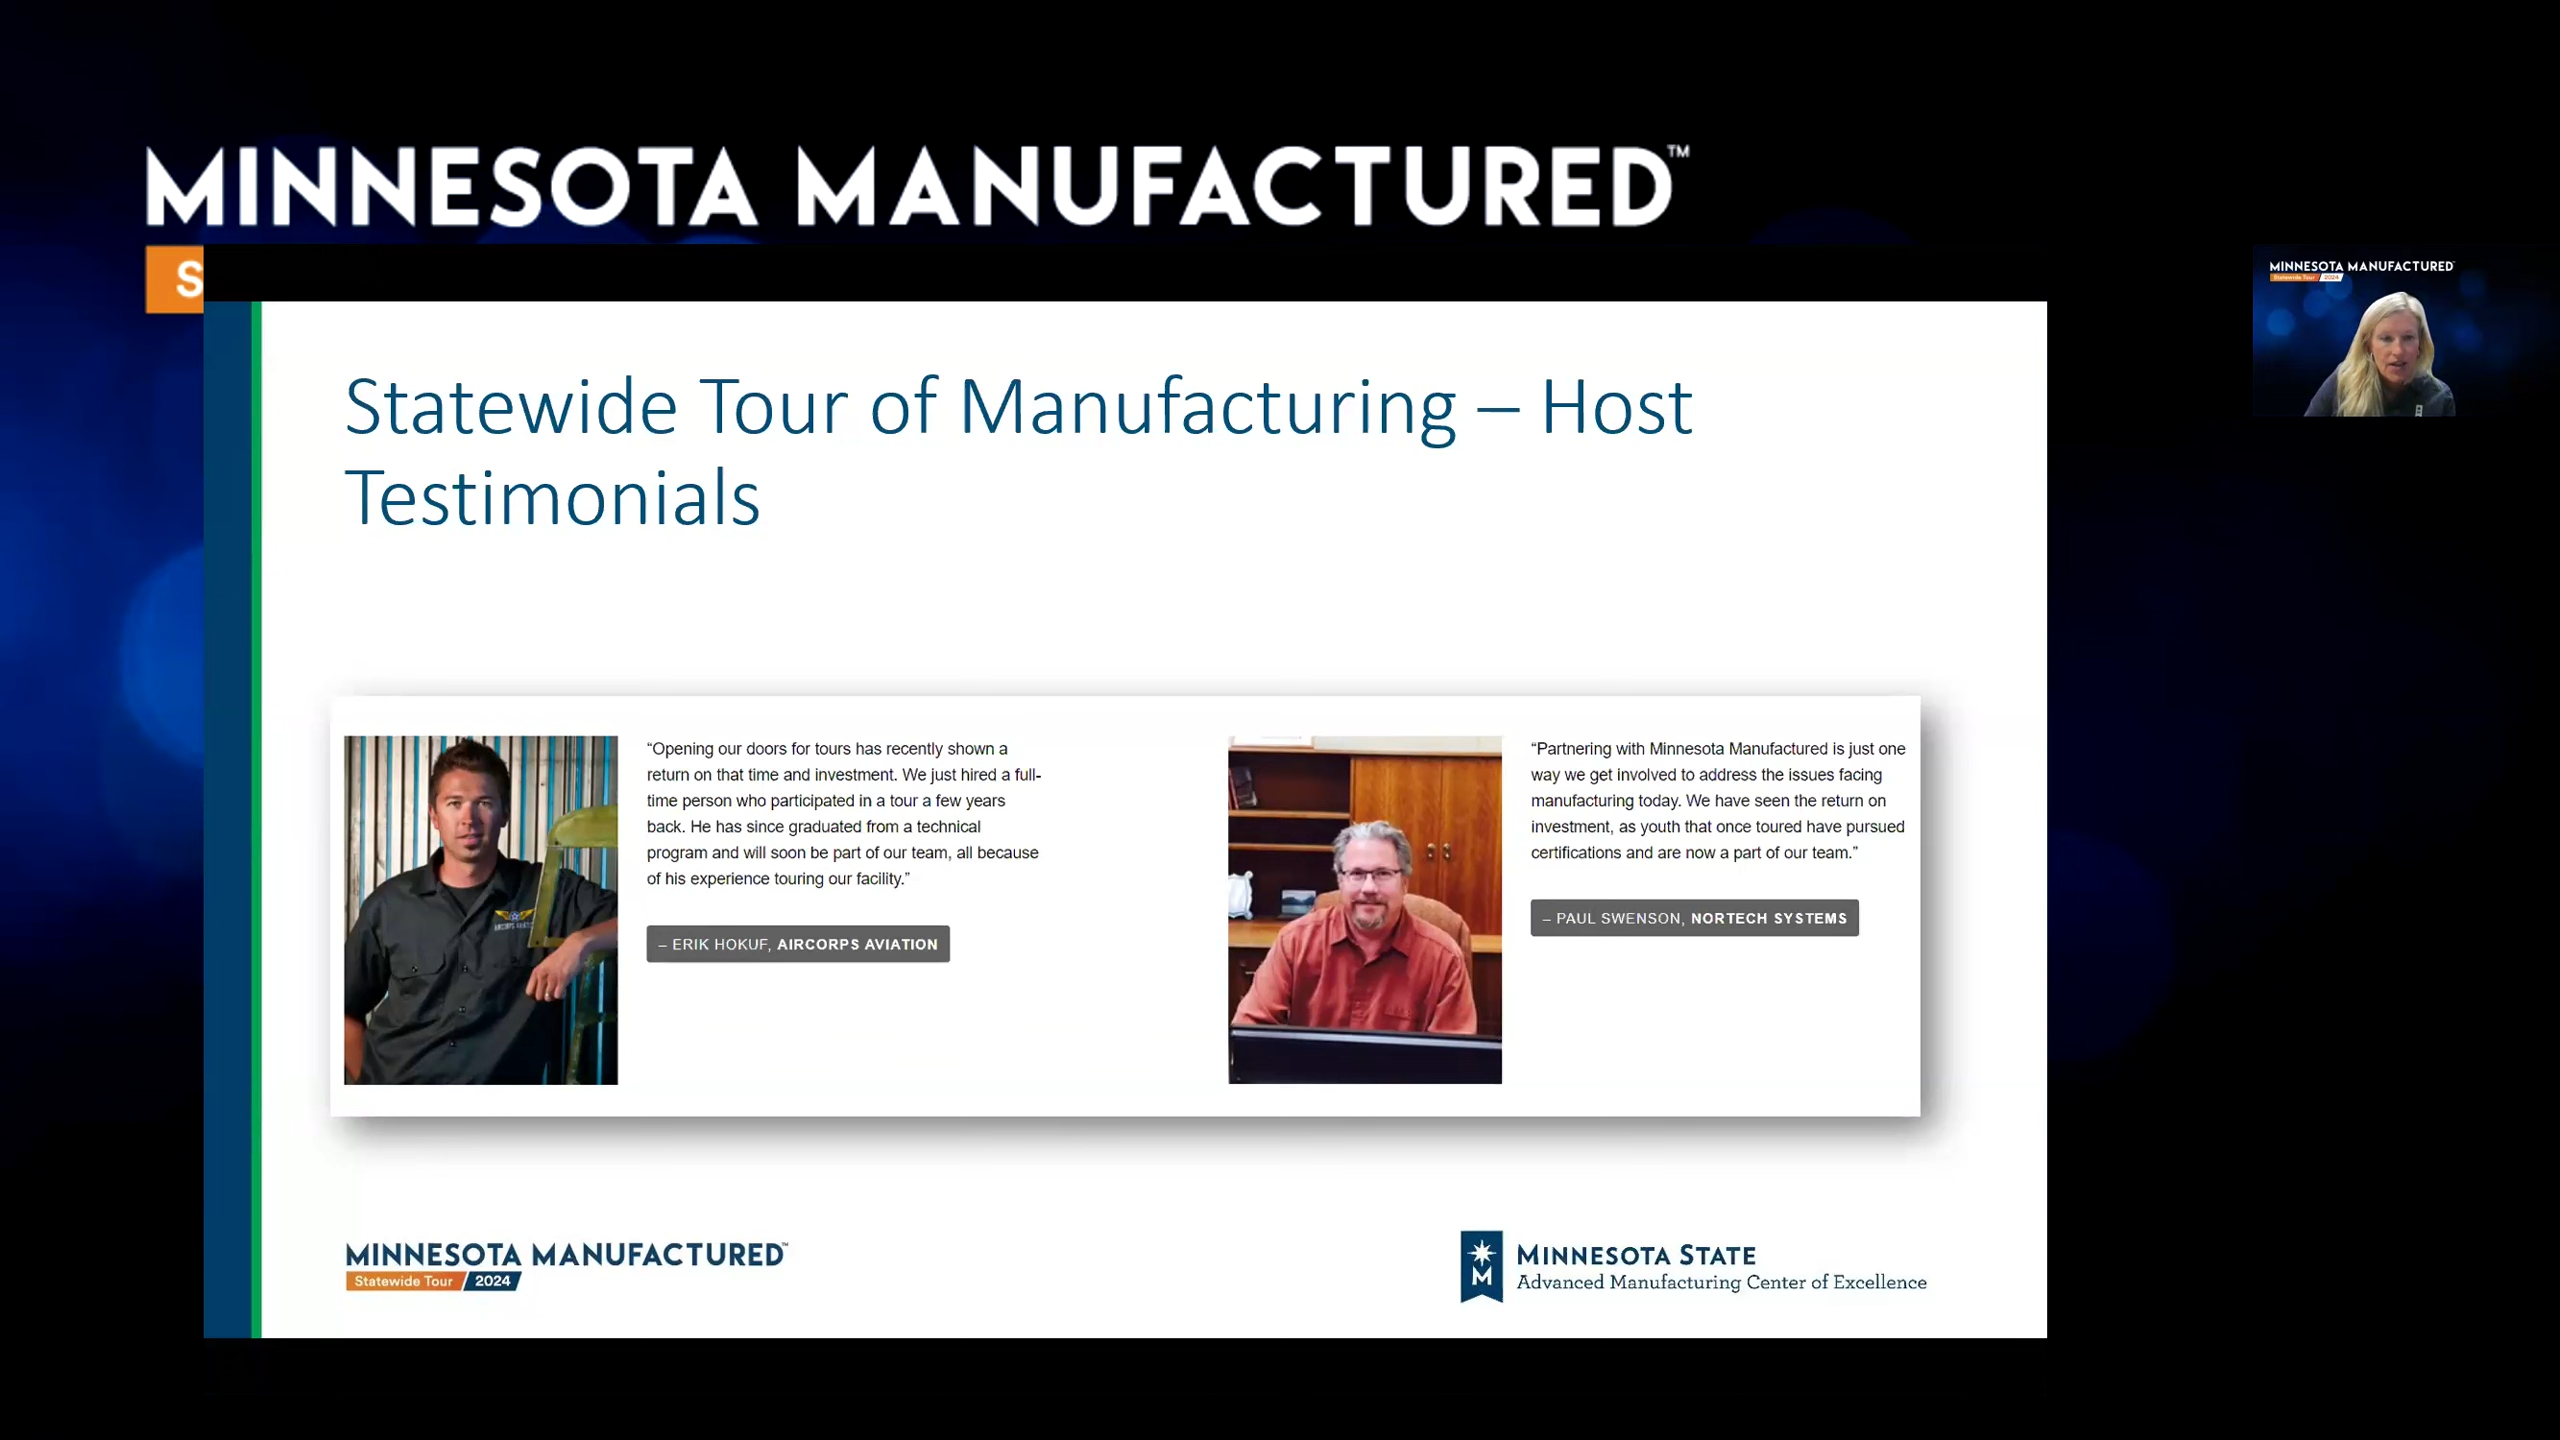 MINNESOTA MANUFACTURED™
S
MINNESOTA MANUFACTURED
Statewide Tour 2024
Statewide Tour of Manufacturing – Host
Testimonials
“Opening our doors for tours has recently shown a
return on that time and investment. We just hired a full-
time person who participated in a tour a few years
back. He has since graduated from a technical
program and will soon be part of our team, all because
of his experience touring our facility.”
– ERIK HOKUF, AIRCORPS AVIATION
AIRCORPS
“Partnering with Minnesota Manufactured is just one
way we get involved to address the issues facing
manufacturing today. We have seen the return on
investment, as youth that once toured have pursued
certifications and are now a part of our team.”
– PAUL SWENSON, NORTECH SYSTEMS
MINNESOTA MANUFACTURED™
Statewide Tour 2024
M
MINNESOTA STATE
Advanced Manufacturing Center of Excellence